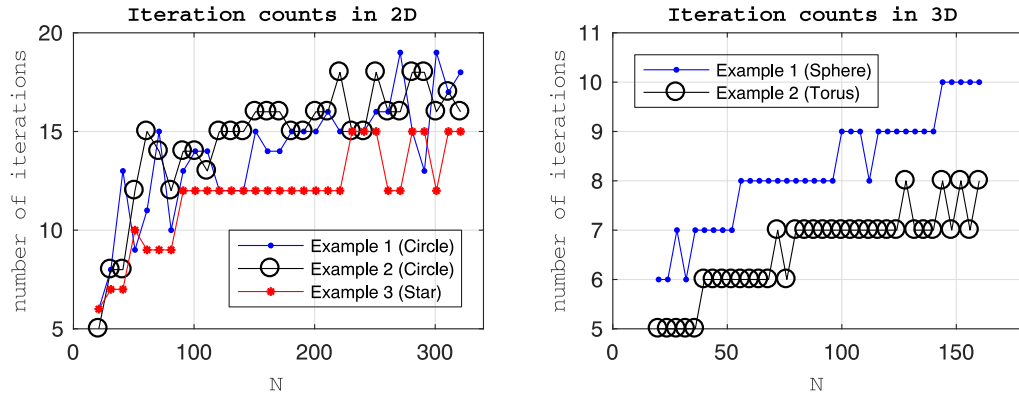 Iteration counts in 2D
number of iterations
20
15
10
5
0
100
200
300
N
Example 1 (Circle)
Example 2 (Circle)
Example 3 (Star)
Iteration counts in 3D
number of iterations
11
10
9
8
7
6
5
0
50
100
150
N
Example 1 (Sphere)
Example 2 (Torus)